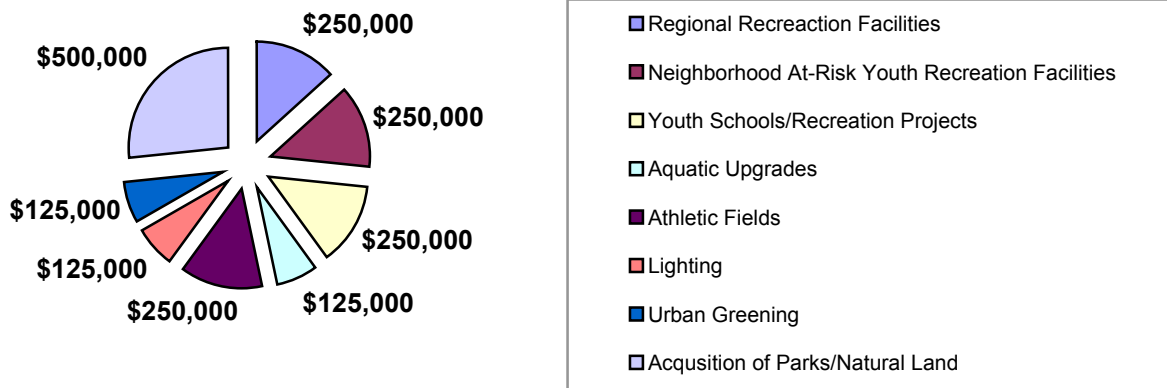 $250,000
$500,000
$250,000
$125,000
$250,000
$125,000
$250,000
$125,000
Regional Recreaction Facilities
Neighborhood At-Risk Youth Recreation Facilities
Youth Schools/Recreation Projects
Aquatic Upgrades
Athletic Fields
Lighting
Urban Greening
Acqusition of Parks/Natural Land